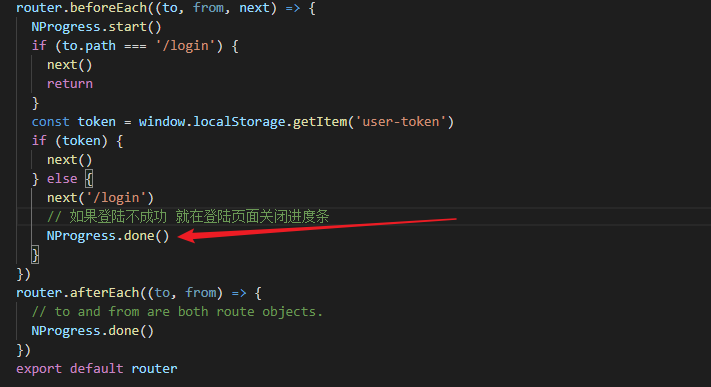 router.beforeEach((to, from, next) => {
  NProgress.start()
  if (to.path === '/login') {
    next()
    return
  }
  const token = window.localStorage.getItem('user-token')
  if (token) {
    next()
  } else {
    next('/login')
    // 如果登陆不成功 就在登陆页面关闭进度条
    NProgress.done()
  }
})
router.afterEach((to, from) => {
  // to and from are both route objects.
  NProgress.done()
})
export default router